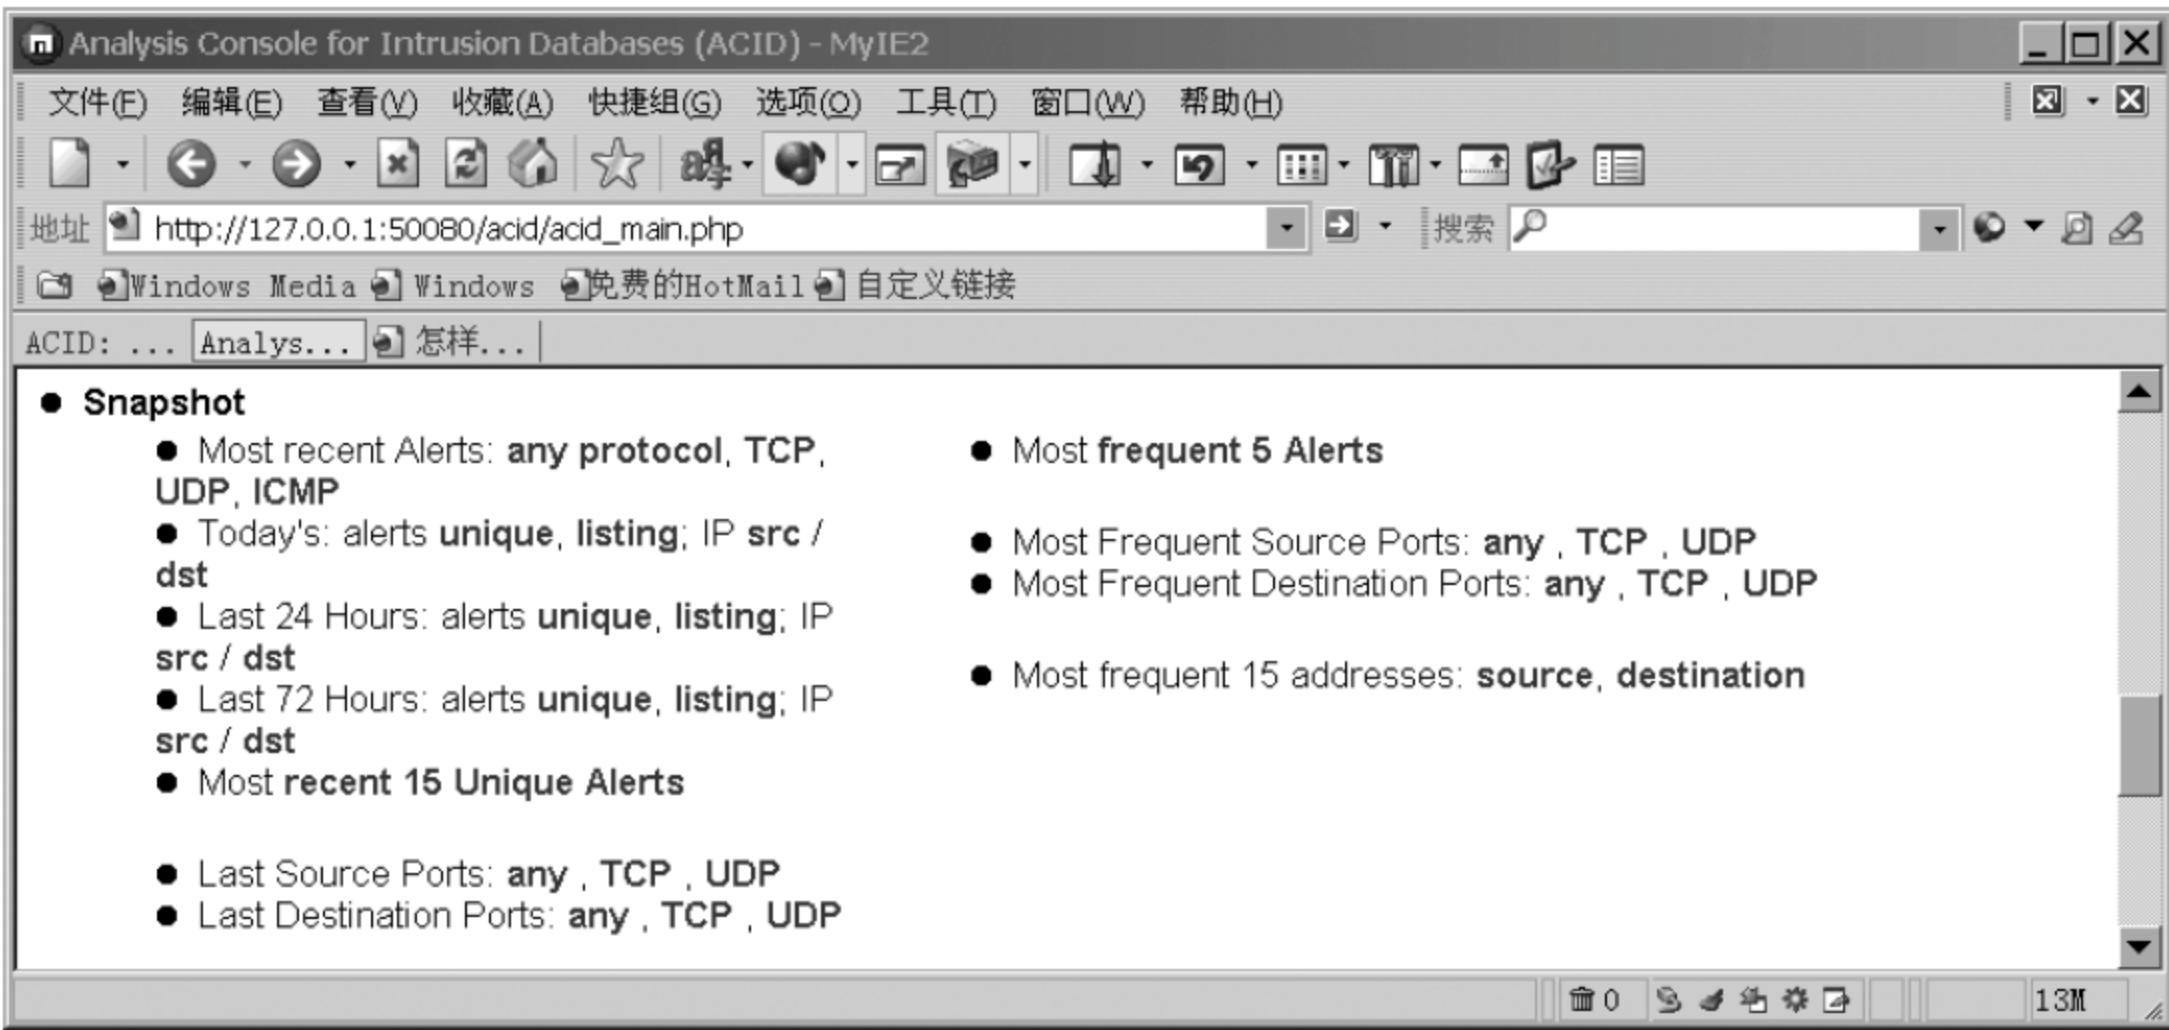 Analysis Console for Intrusion Databases (ACID) - MyIE2
文件(F) 编辑(E) 查看(V) 收藏(A) 快捷组(G) 选项(O) 工具(T) 窗口(W) 帮助(H)
地址 http://127.0.0.1:50080/acid/acid_main.php 搜索
Windows Media Windows 免费的HotMail 自定义链接
ACID: ... Analys... 怎样...
Snapshot
Most recent Alerts: any protocol, TCP,
UDP, ICMP
Today's: alerts unique, listing; IP src /
dst
Last 24 Hours: alerts unique, listing; IP
src / dst
Last 72 Hours: alerts unique, listing; IP
src / dst
Most recent 15 Unique Alerts
Last Source Ports: any , TCP , UDP
Last Destination Ports: any , TCP , UDP
Most frequent 5 Alerts
Most Frequent Source Ports: any , TCP , UDP
Most Frequent Destination Ports: any , TCP , UDP
Most frequent 15 addresses: source, destination
0 13M